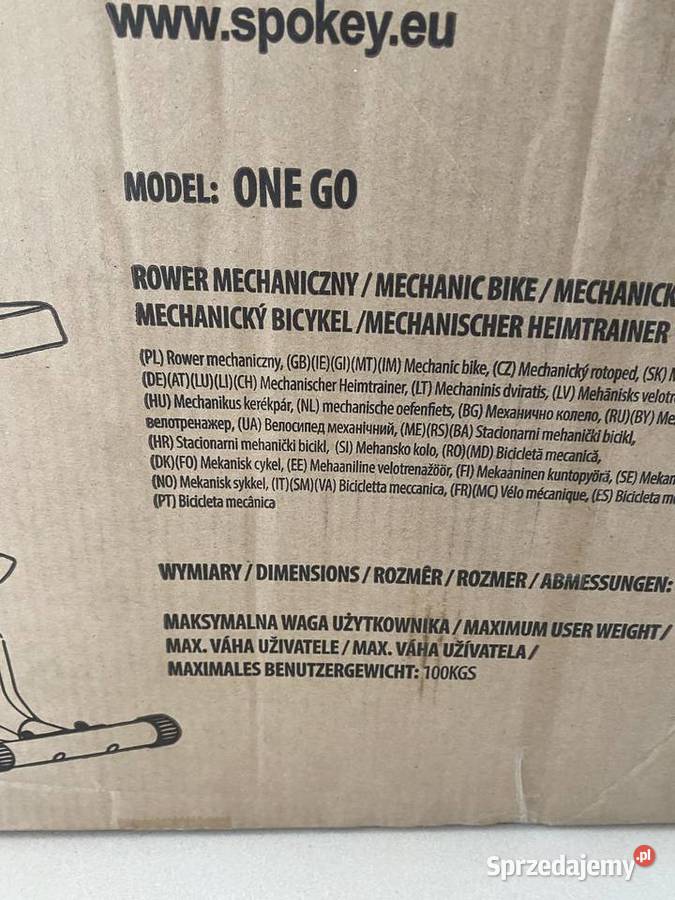 www.spokey.eu
MODEL: ONE GO
ROWER MECHANICZNY / MECHANIC BIKE / MECHANICK
MECHANICKÝ BICYKEL /MECHANISCHER HEIMTRAINER
(PL) Rower mechaniczny, (GB)(IE)(GI)(MT)(IM) Mechanic bike, (CZ) Mechanický rotoped, (SK) M
(DE)(AT)(LU)(LI)(CH) Mechanischer Heimtrainer, (LT) Mechaninis dviratis, (LV) Mehānisks velotr
(HU) Mechanikus kerékpár, (NL) mechanische oefenfiets, (BG) Механично колело, (RU)(BY) Ме
велотренажер, (UA) Велосипед механічний, (ME)(RS)(BA) Stacionarni mehanički bicikl,
(HR) Stacionarni mehanički bicikl, (SI) Mehansko kolo, (RO)(MD) Bicicletă mecanică,
(DK)(FO) Mekanisk cykel, (EE) Mehaaniline velotrenažöör, (FI) Mekaaninen kuntopyörä, (SE) Mekan
(NO) Mekanisk sykkel, (IT)(SM)(VA) Bicicletta meccanica, (FR)(MC) Vélo mécanique, (ES) Bicicleta m
(PT) Bicicleta mecânica
WYMIARY / DIMENSIONS / ROZMĚR / ROZMER / ABMESSUNGEN:
MAKSYMALNA WAGA UŻYTKOWNIKA / MAXIMUM USER WEIGHT /
MAX. VÁHA UŽIVATELE / MAX. VÁHA UŽÍVATEĽA /
MAXIMALES BENUTZERGEWICHT: 100KGS
Sprzedajemy.pl